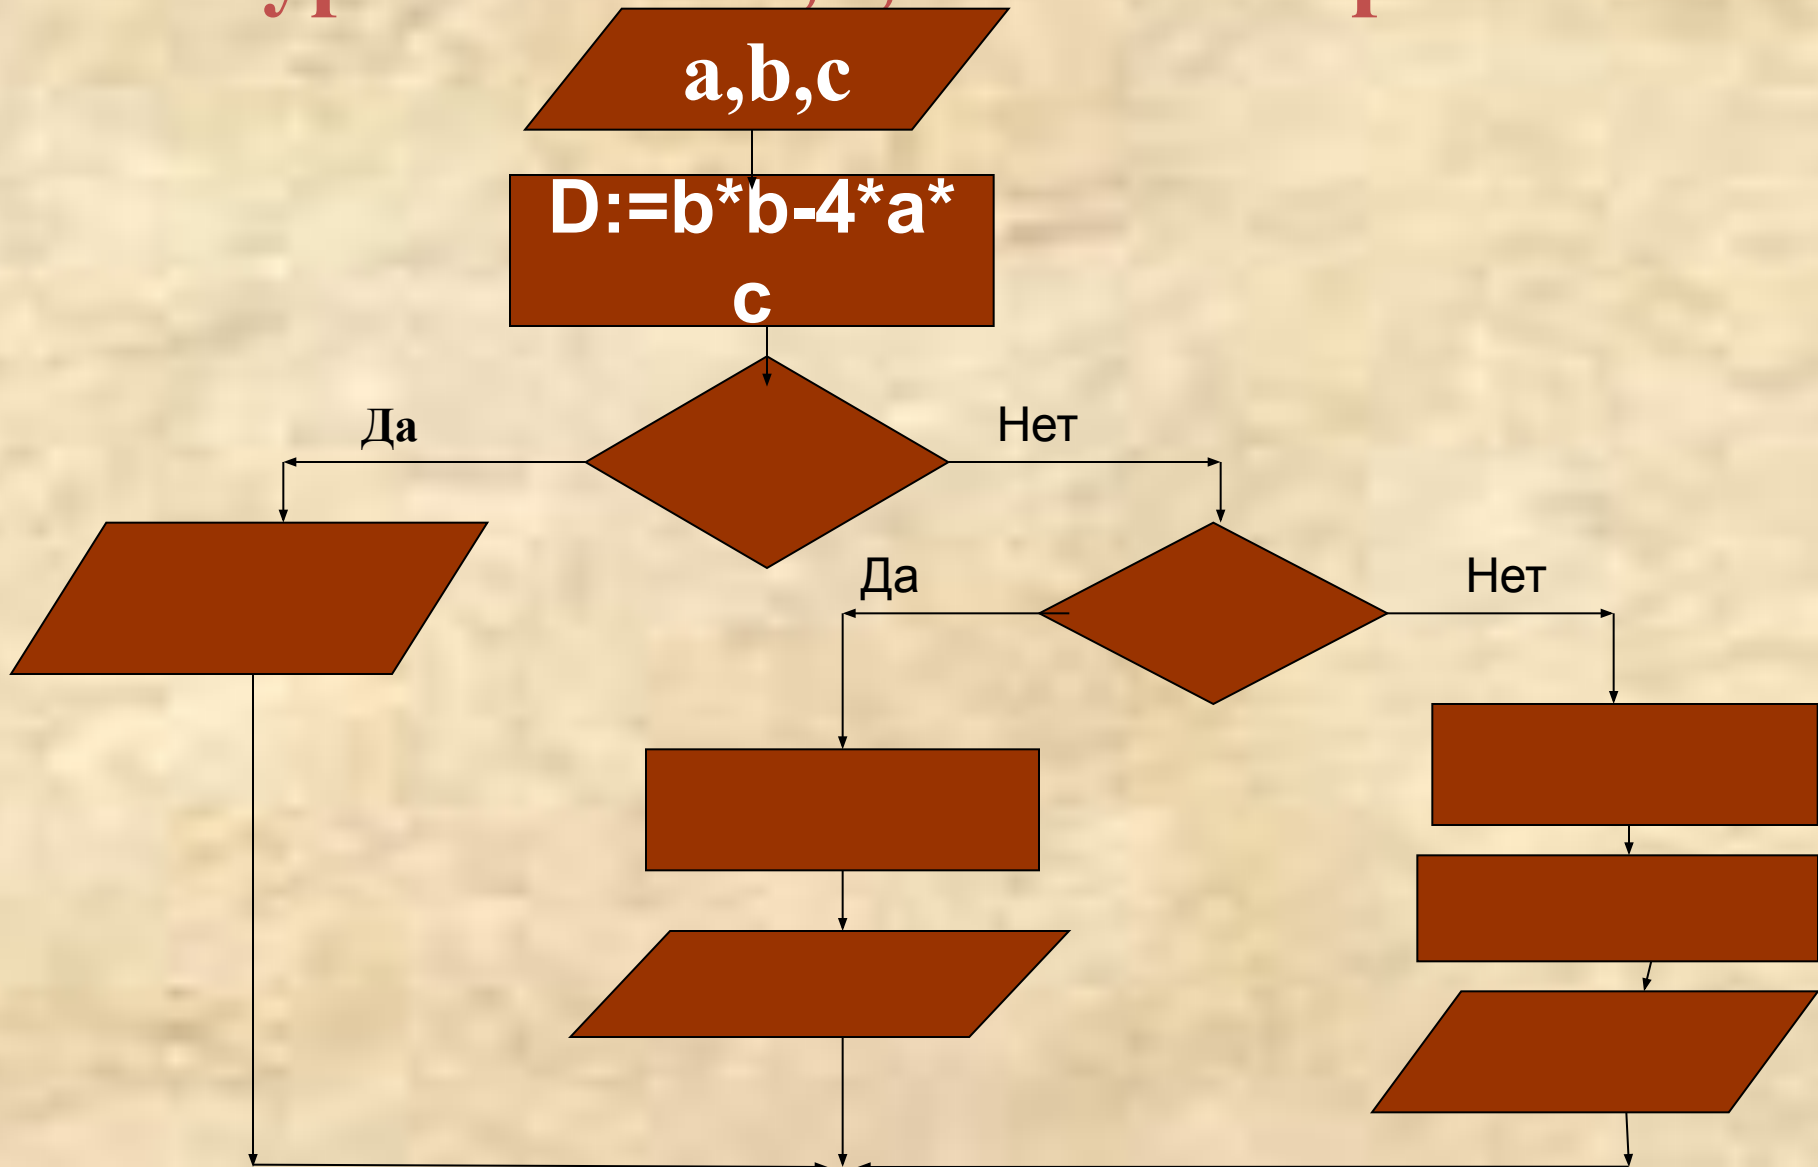 a,b,c
D:=b*b-4*a*
c
Да
Нет
Да
Нет